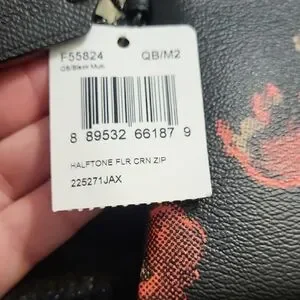 F55824 QB/M2
QB/Black Multi
8 89532 66187 9
HALFTONE FLR CRN ZIP
225271JAX